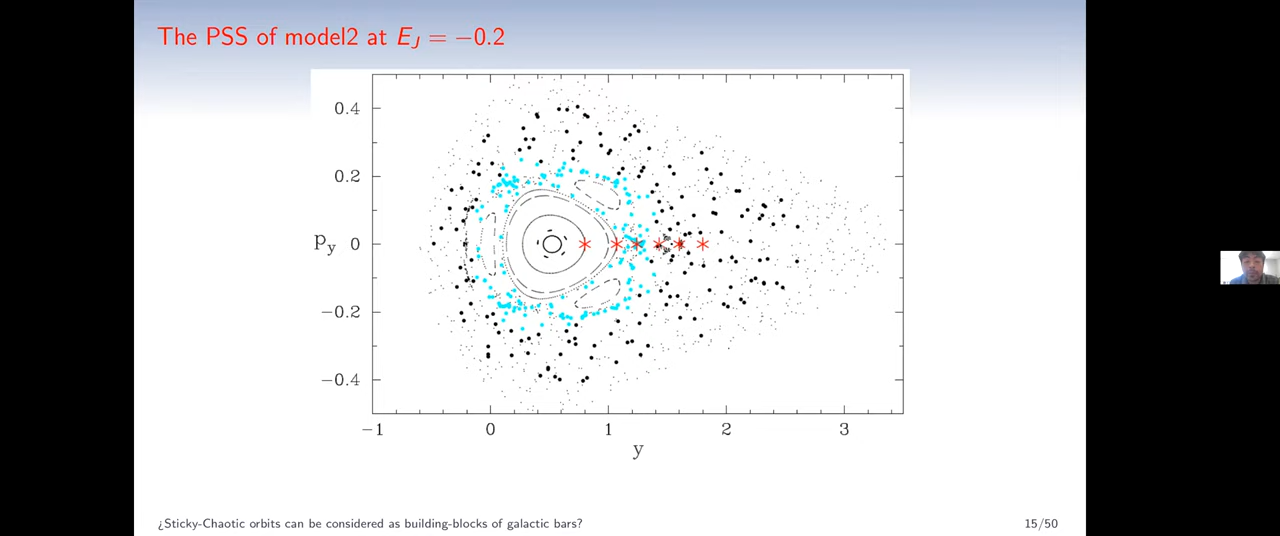 The PSS of model2 at E_J = −0.2
0.4
0.2
p_y 0
−0.2
−0.4
−1 0 1 2 3
y
¿Sticky-Chaotic orbits can be considered as building-blocks of galactic bars? 15/50